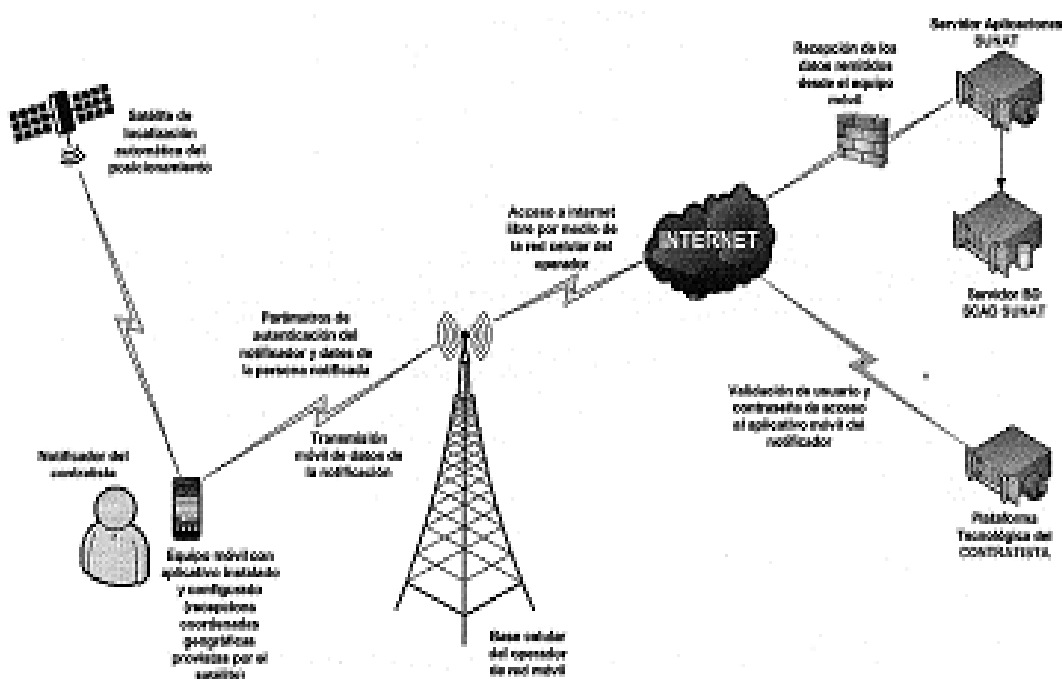 Servidor Aplicaciones
SUNAT
Recepción de los
datos remitidos
desde el equipo
móvil
Satélite de
localización
automática del
posicionamiento
Acceso a internet
libre por medio de
la red celular del
operador
INTERNET
Servidor BD
SUNAT
Parámetros de
autenticación del
notificador y datos de
la persona notificada
Validación de usuario y
contraseña de acceso
al aplicativo móvil del
notificador
Transmisión
móvil de datos de
la notificación
Notificador del
contratista
Plataforma
Tecnológica del
CONTRATISTA
Equipo móvil con
aplicativo instalado
y configurado
(recepciona
coordenadas
geográficas
provistas por el
satélite)
Base celular
del operador
de red móvil